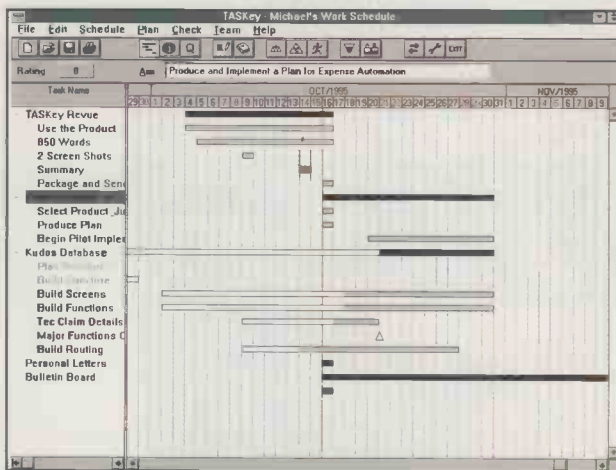 TASKey - Michael's Work Schedule
File Edit Schedule Plan Check Team Help
EXIT
Rating 0 Aim Produce and Implement a Plan for Expense Automation
Task Name OCT/1995 NOV/1995
29 30 1 2 3 4 5 6 7 8 9 10 11 12 13 14 15 16 17 18 19 20 21 22 23 24 25 26 27 28 29 30 31 1 2 3 4 5 6 7 8 9
TASKey Revue
Use the Product
850 Words
2 Screen Shots
Summary
Package and Sen
Select Product
Produce Plan
Begin Pilot Implem
Kudos Database
Build Structure
Build Screens
Build Functions
Tec Claim Details
Major Functions C
Build Routing
Personal Letters
Bulletin Board